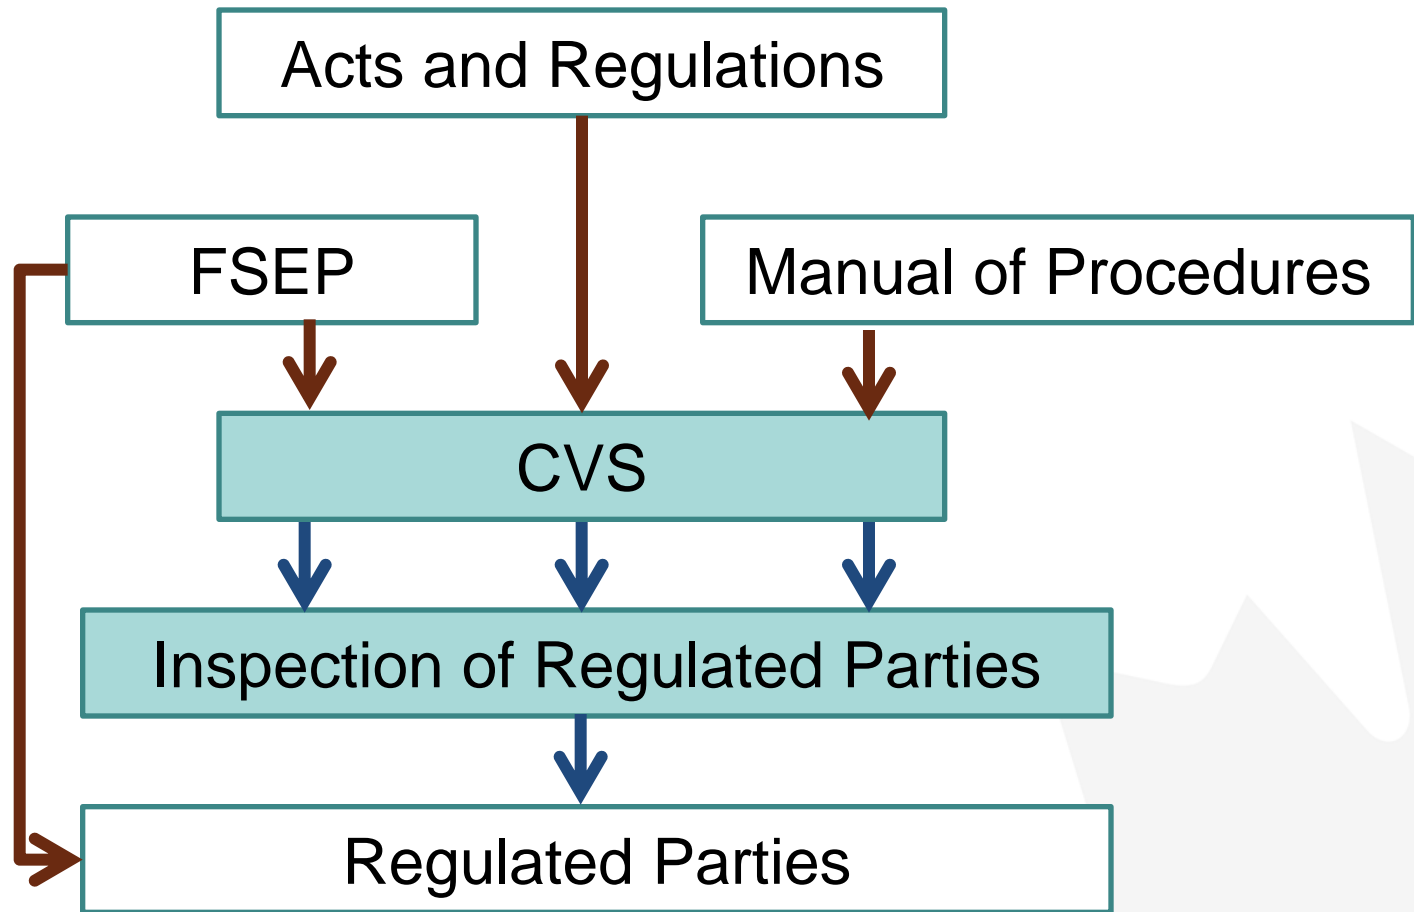 Acts and Regulations
FSEP
Manual of Procedures
CVS
Inspection of Regulated Parties
Regulated Parties